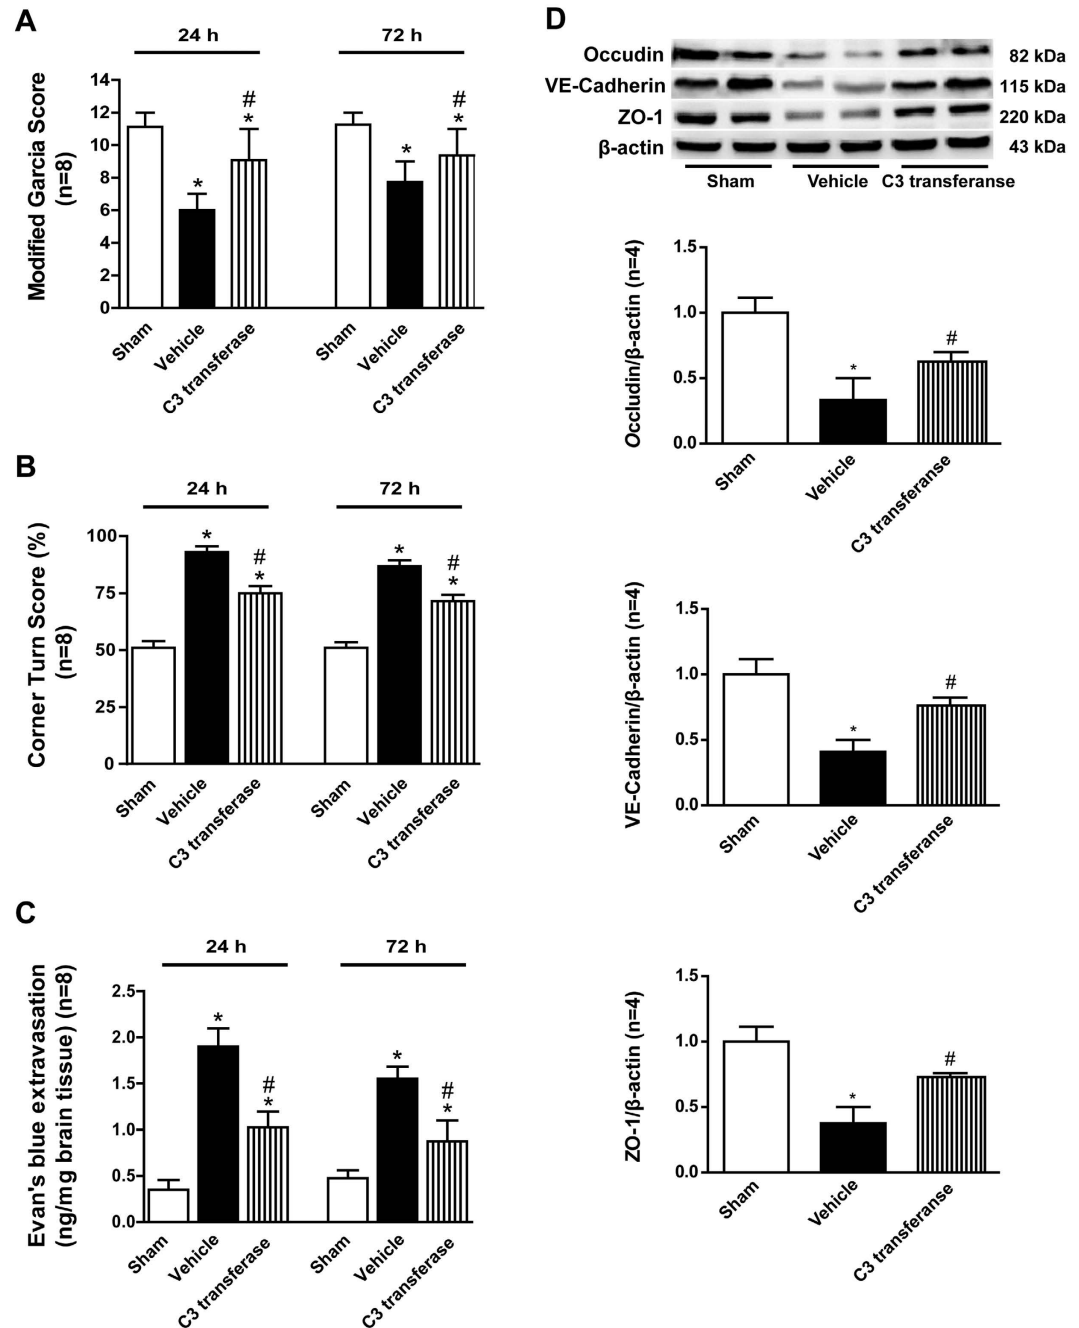 A
24 h
72 h
Modified Garcia Score
(n=8)
14
12
10
8
6
4
2
0
#
*
*
#
*
*
Sham
Vehicle
C3 transferase
Sham
Vehicle
C3 transferase
B
24 h
72 h
Corner Turn Score (%)
(n=8)
100
75
50
25
0
*
#
*
*
#
*
Sham
Vehicle
C3 transferase
Sham
Vehicle
C3 transferase
C
24 h
72 h
Evan's blue extravasation
(ng/mg brain tissue) (n=8)
2.5
2.0
1.5
1.0
0.5
0.0
*
#
*
*
#
*
Sham
Vehicle
C3 transferase
Sham
Vehicle
C3 transferase
D
Occudin 82 kDa
VE-Cadherin 115 kDa
ZO-1 220 kDa
β-actin 43 kDa
Sham Vehicle C3 transferanse
Occludin/β-actin (n=4)
1.5
1.0
0.5
0.0
*
#
Sham
Vehicle
C3 transferanse
VE-Cadherin/β-actin (n=4)
1.5
1.0
0.5
0.0
*
#
Sham
Vehicle
C3 transferanse
ZO-1/β-actin (n=4)
1.5
1.0
0.5
0.0
*
#
Sham
Vehicle
C3 transferanse